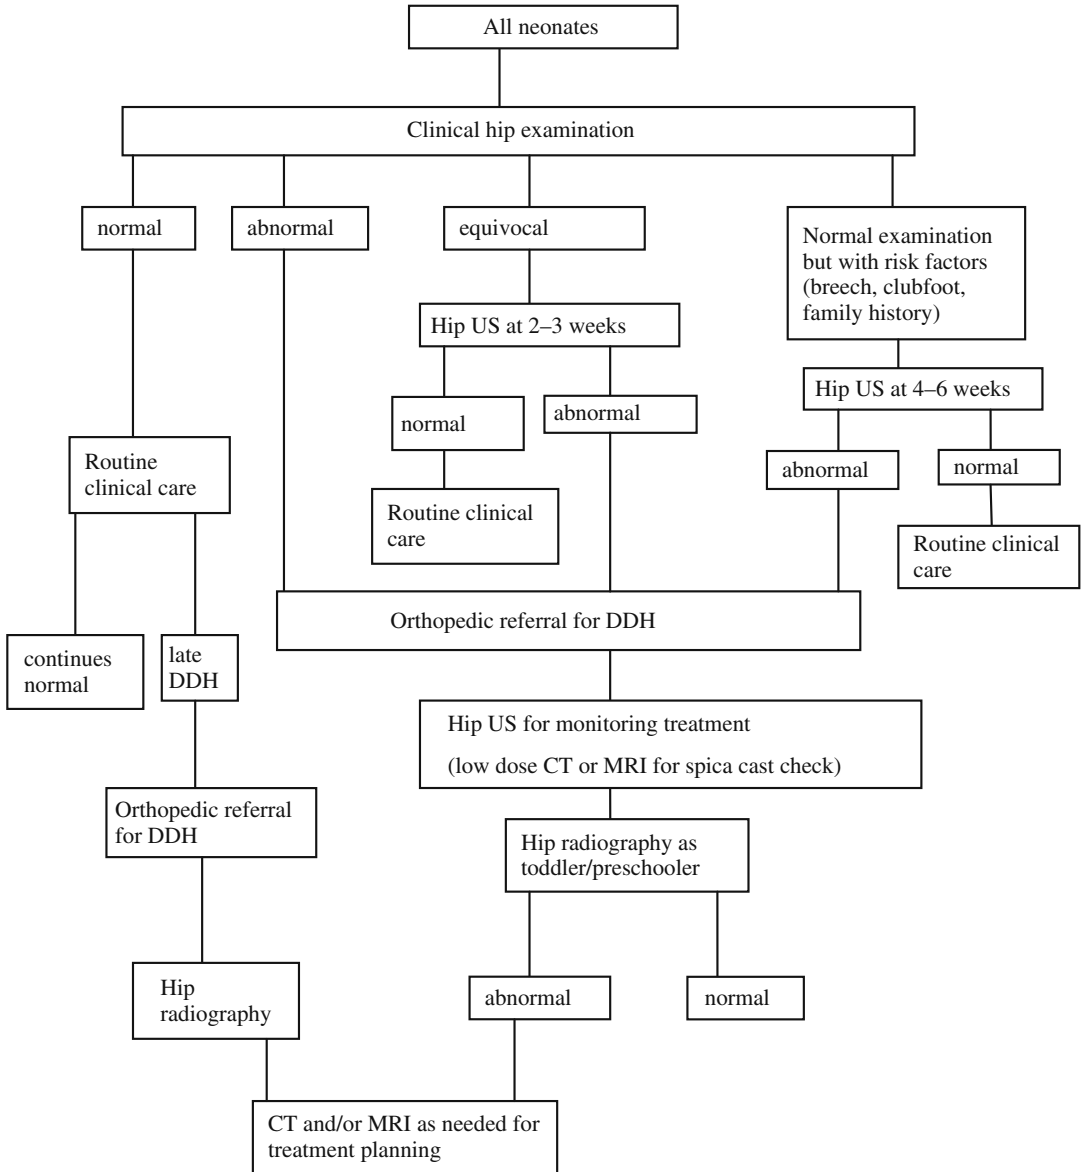 All neonates
Clinical hip examination
normal
abnormal
equivocal
Normal examination
but with risk factors
(breech, clubfoot,
family history)
Hip US at 2–3 weeks
Hip US at 4–6 weeks
normal
abnormal
abnormal
normal
Routine
clinical care
Routine clinical
care
Routine clinical
care
Orthopedic referral for DDH
continues
normal
late
DDH
Hip US for monitoring treatment
(low dose CT or MRI for spica cast check)
Orthopedic referral
for DDH
Hip radiography as
toddler/preschooler
Hip
radiography
abnormal
normal
CT and/or MRI as needed for
treatment planning